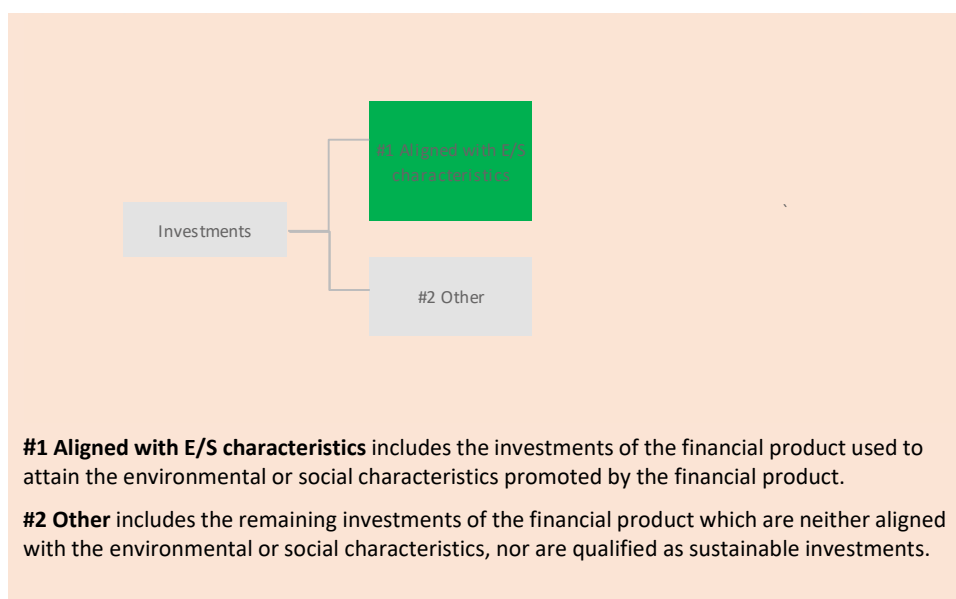 #1 Aligned with E/S
characteristics
`
Investments
#2 Other
#1 Aligned with E/S characteristics includes the investments of the financial product used to
attain the environmental or social characteristics promoted by the financial product.
#2 Other includes the remaining investments of the financial product which are neither aligned
with the environmental or social characteristics, nor are qualified as sustainable investments.